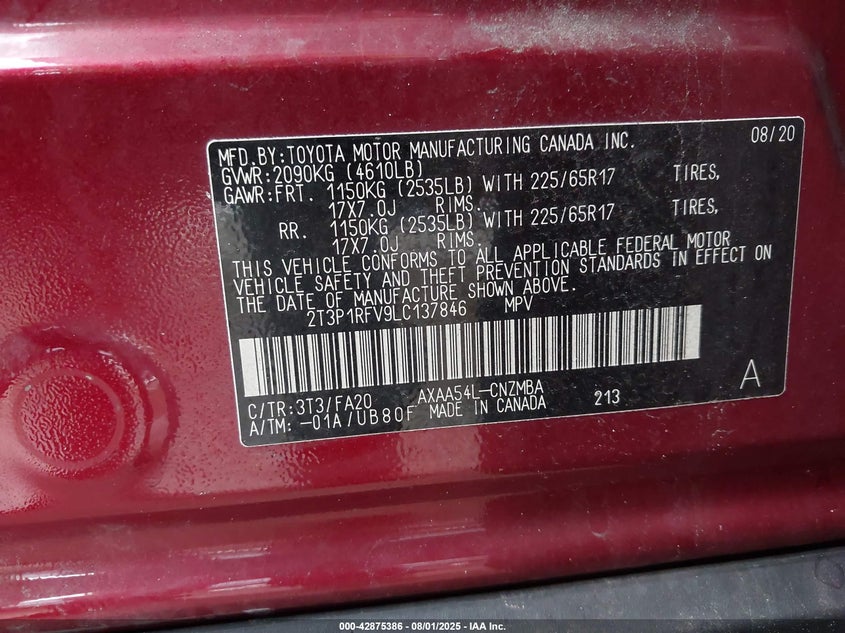 MFD.BY:TOYOTA MOTOR MANUFACTURING CANADA INC. 08/20
GVWR:2090KG (4610LB)
GAWR:FRT. 1150KG (2535LB) WITH 225/65R17 TIRES,
17X7.0J RIMS.
RR. 1150KG (2535LB) WITH 225/65R17 TIRES,
17X7.0J RIMS.
THIS VEHICLE CONFORMS TO ALL APPLICABLE FEDERAL MOTOR
VEHICLE SAFETY AND THEFT PREVENTION STANDARDS IN EFFECT ON
THE DATE OF MANUFACTURE SHOWN ABOVE.
2T3P1RFV9LC137846 MPV
C/TR:3T3/FA20 AXAA54L-CNZMBA A
A/TM:-01A/UB80F MADE IN CANADA 213
000-42875386 - 08/01/2025 - IAA Inc.